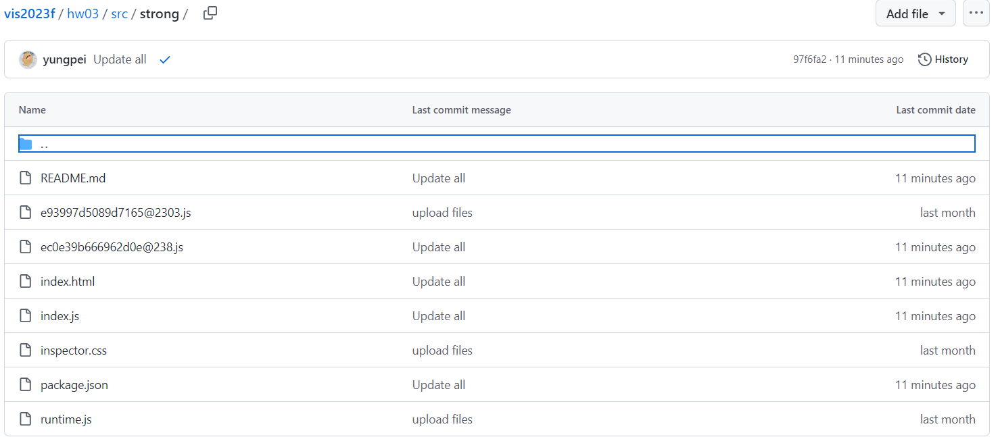 vis2023f / hw03 / src / strong / Add file ...
yungpei Update all 97f6fa2 · 11 minutes ago History
Name Last commit message Last commit date
..
README.md Update all 11 minutes ago
e93997d5089d7165@2303.js upload files last month
ec0e39b666962d0e@238.js Update all 11 minutes ago
index.html Update all 11 minutes ago
index.js Update all 11 minutes ago
inspector.css upload files last month
package.json Update all 11 minutes ago
runtime.js upload files last month